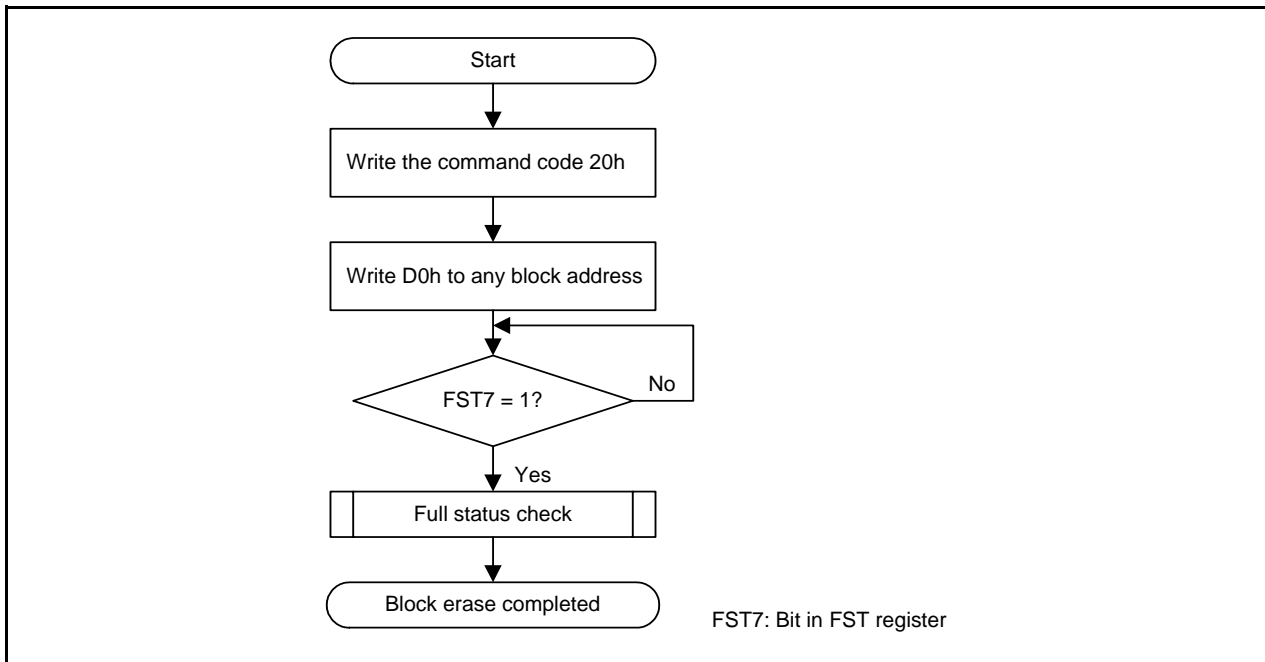 Start
Write the command code 20h
Write D0h to any block address
FST7 = 1?
No
Yes
Full status check
Block erase completed
FST7: Bit in FST register